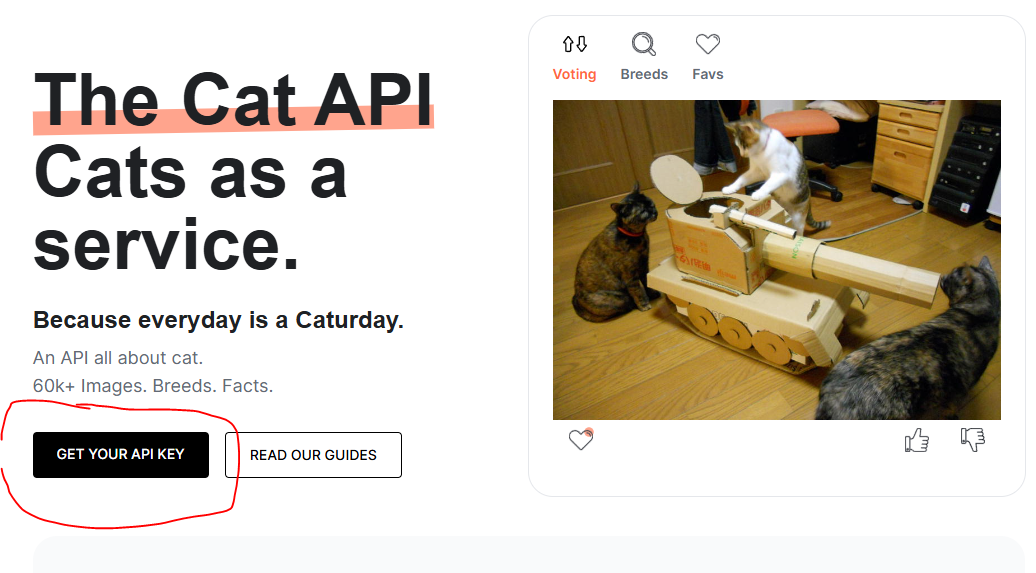 The Cat API
Cats as a
service.
Because everyday is a Caturday.
An API all about cat.
60k+ Images. Breeds. Facts.
GET YOUR API KEY
READ OUR GUIDES
Voting
Breeds
Favs